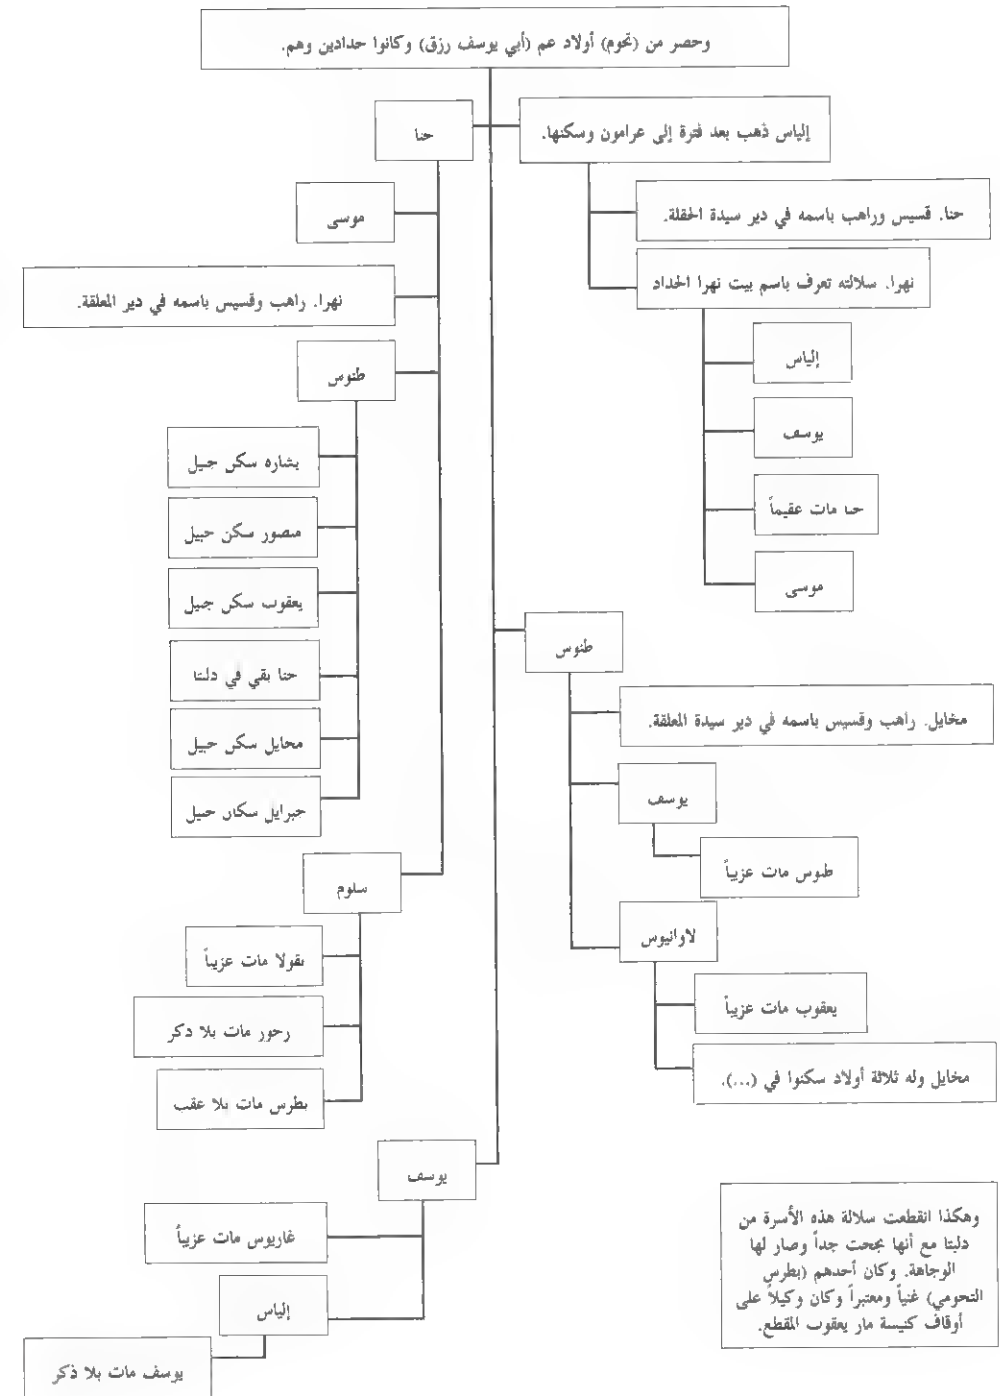 وحصر من (تحوم) أولاد عم (أبي يوسف رزق) وكانوا حدادين وهم.
إلياس ذهب بعد فترة إلى عرامون وسكنها.
حنا. قسيس وراهب باسمه في دير سيدة الحقلة.
نهرا. سلالته تعرف باسم بيت نهرا الحداد
إلياس
يوسف
حنا مات عقيماً
موسى
حنا
موسى
نهرا. راهب وقسيس باسمه في دير المعلقة.
طنوس
بشاره سكن جبيل
منصور سكن جبيل
يعقوب سكن جبيل
حنا بقي في دلبتا
مخايل سكن جبيل
جبرايل سكان جبيل
سلوم
نقولا مات عزيباً
مات بلا ذكر
بطرس مات بلا عقب
طنوس
مخايل. راهب وقسيس باسمه في دير سيدة المعلقة.
يوسف
طنوس مات عزيباً
لاوانيوس
يعقوب مات عزيباً
مخايل وله ثلاثة أولاد سكنوا في (...).
يوسف
غاريوس مات عزيباً
إلياس
يوسف مات بلا ذكر
وهكذا انقطعت سلالة هذه الأسرة من
دلبتا مع أنها نجحت جداً وصار لها
الوجاهة. وكان أحدهم (بطرس
التحومي) غنياً ومعتبراً وكان وكيلاً على
أوقاف كنيسة مار يعقوب المقطع.